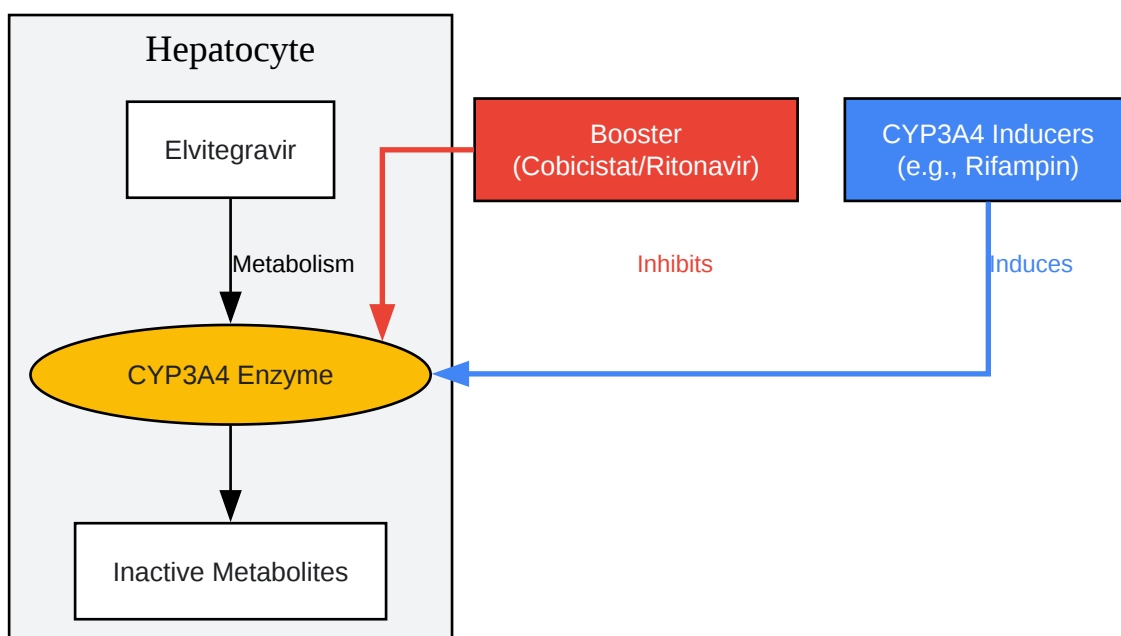 Hepatocyte
Elvitegravir
Booster
(Cobicistat/Ritonavir)
CYP3A4 Inducers
(e.g., Rifampin)
Metabolism
Inhibits
Induces
CYP3A4 Enzyme
Inactive Metabolites